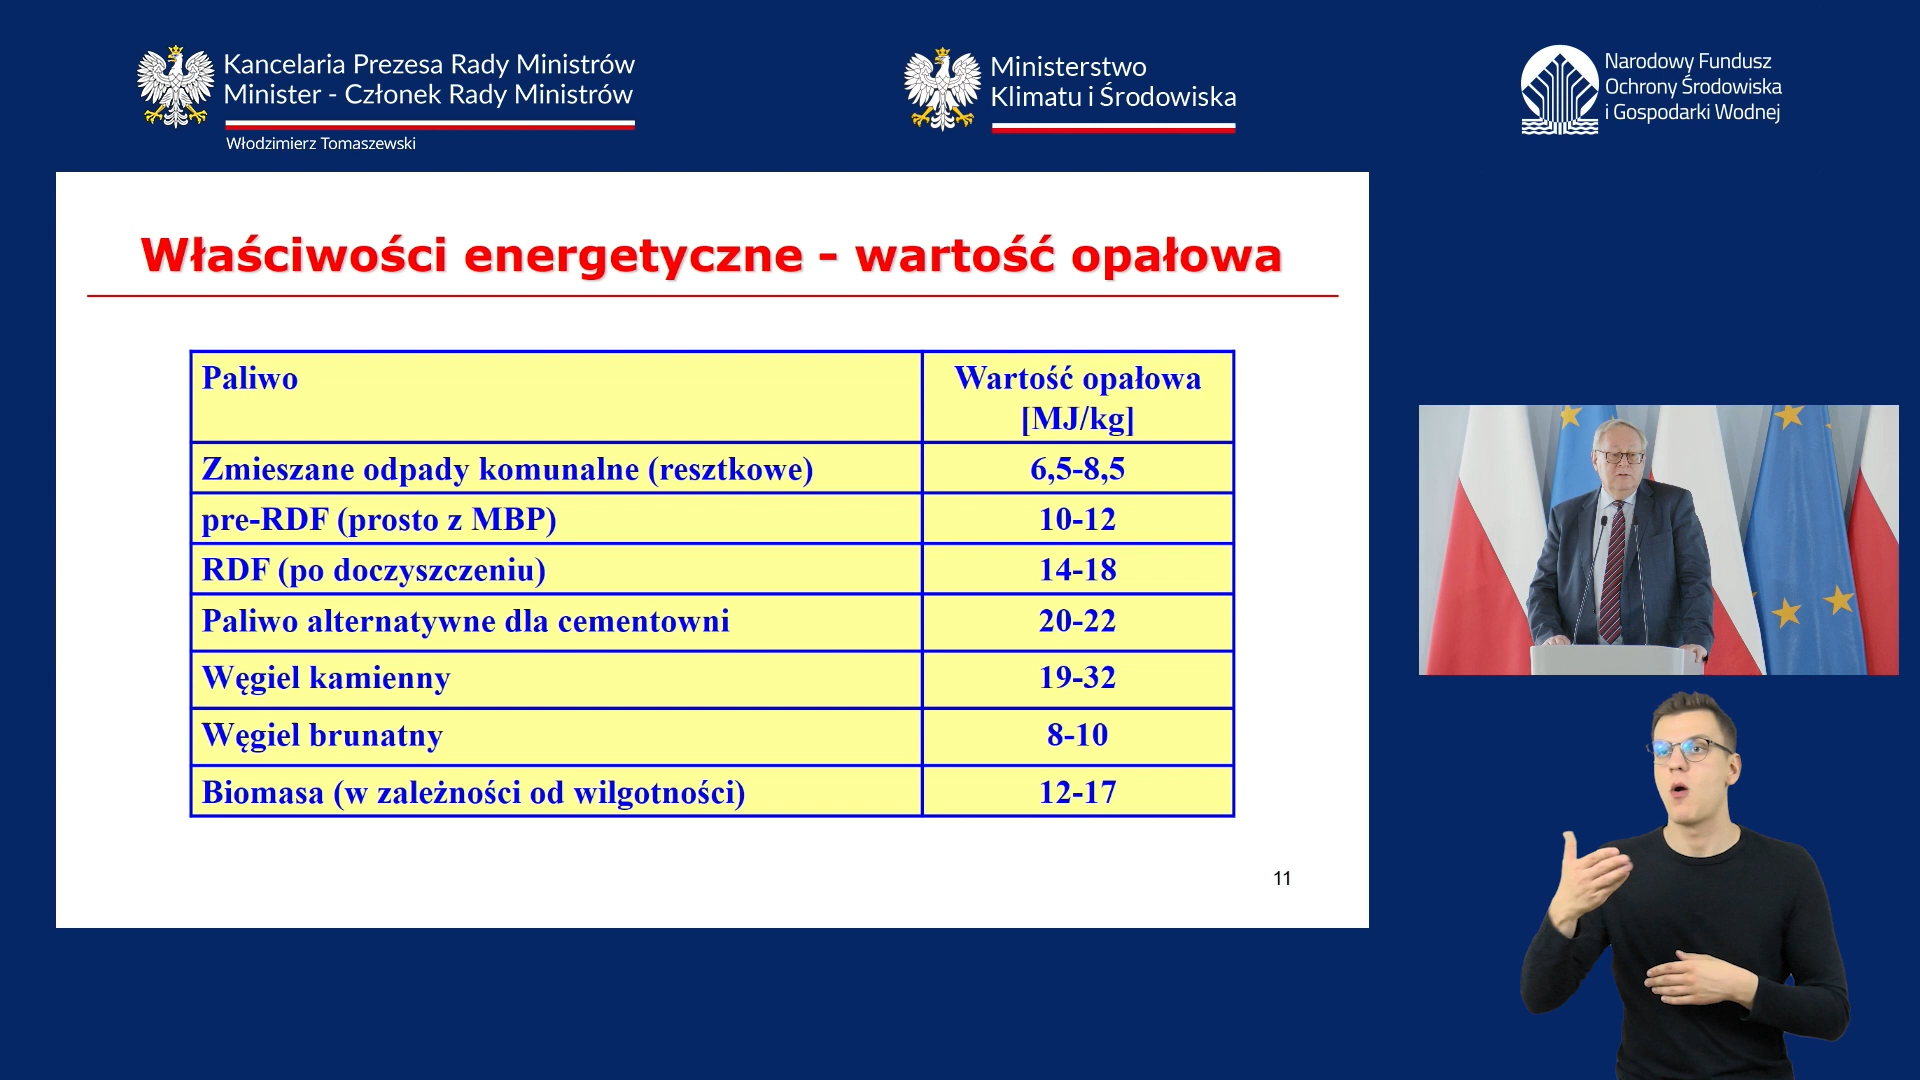 Kancelaria Prezesa Rady Ministrów
Minister - Członek Rady Ministrów
Włodzimierz Tomaszewski
Ministerstwo
Klimatu i Środowiska
Narodowy Fundusz
Ochrony Środowiska
i Gospodarki Wodnej
Właściwości energetyczne - wartość opałowa
Paliwo
Wartość opałowa
[MJ/kg]
Zmieszane odpady komunalne (resztkowe) 6,5-8,5
pre-RDF (prosto z MBP) 10-12
RDF (po doczyszczeniu) 14-18
Paliwo alternatywne dla cementowni 20-22
Węgiel kamienny 19-32
Węgiel brunatny 8-10
Biomasa (w zależności od wilgotności) 12-17
11